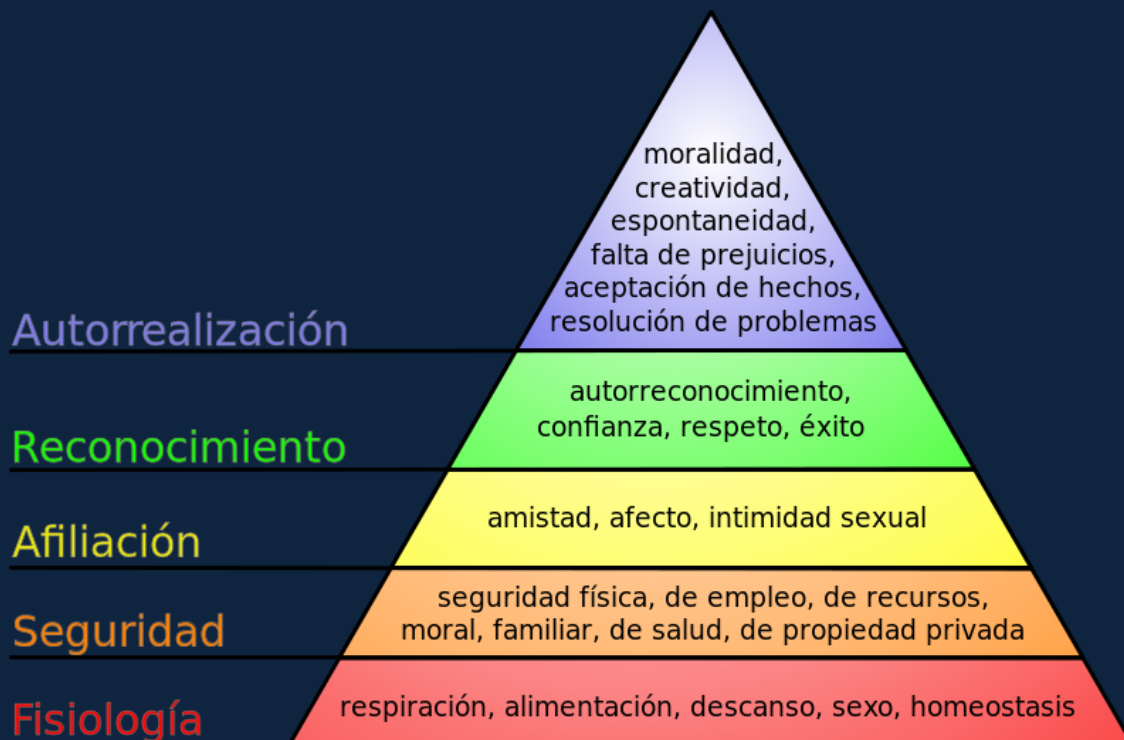 moralidad,
creatividad,
espontaneidad,
falta de prejuicios,
aceptación de hechos,
resolución de problemas
Autorrealización
autorreconocimiento,
confianza, respeto, éxito
Reconocimiento
amistad, afecto, intimidad sexual
Afiliación
seguridad física, de empleo, de recursos,
moral, familiar, de salud, de propiedad privada
Seguridad
respiración, alimentación, descanso, sexo, homeostasis
Fisiología